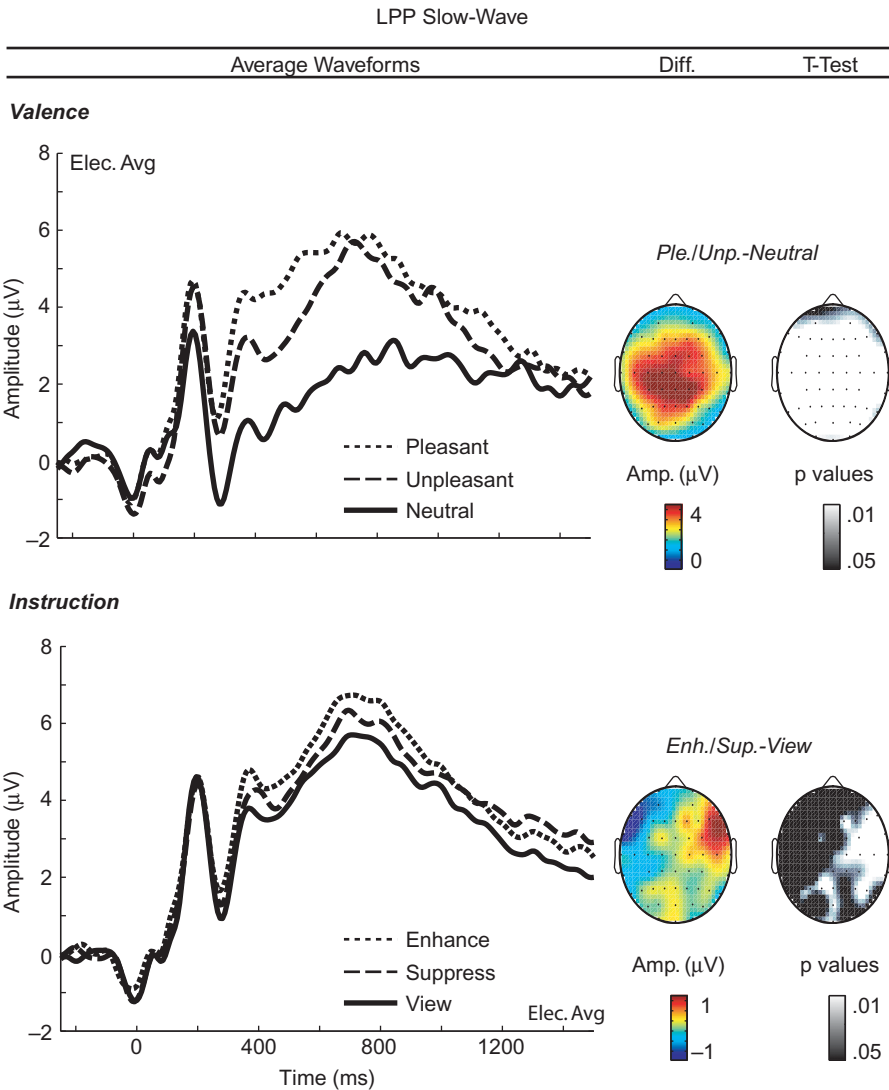 LPP Slow-Wave
Average Waveforms Diff. T-Test
Valence
8
Elec. Avg
6
4
2
0
–2
Amplitude (μV)
Pleasant
Unpleasant
Neutral
Ple./Unp.-Neutral
Amp. (μV) p values
4 .01
0 .05
Instruction
8
6
4
2
0
–2
Amplitude (μV)
Enhance
Suppress
View
Elec. Avg
0 400 800 1200
Time (ms)
Enh./Sup.-View
Amp. (μV) p values
1 .01
–1 .05